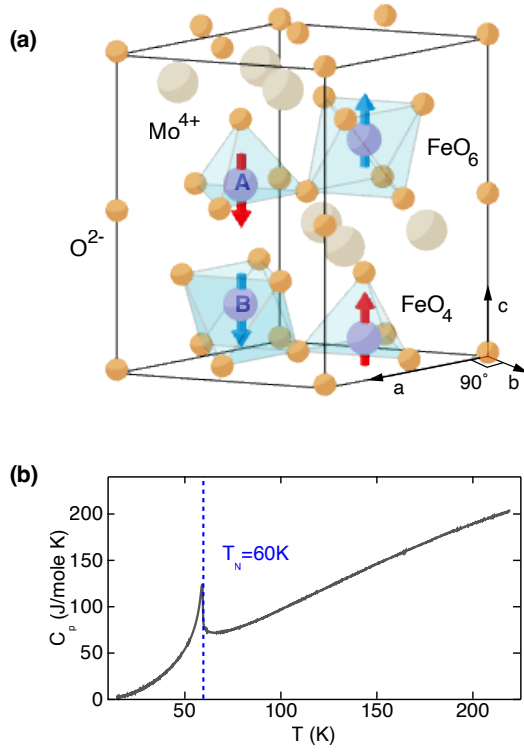 (a)
Mo4+
FeO6
A
O2-
B
FeO4
c
a
90°
b
(b)
200
150
100
50
0
Cp (J/mole K)
TN=60K
50
100
150
200
T (K)